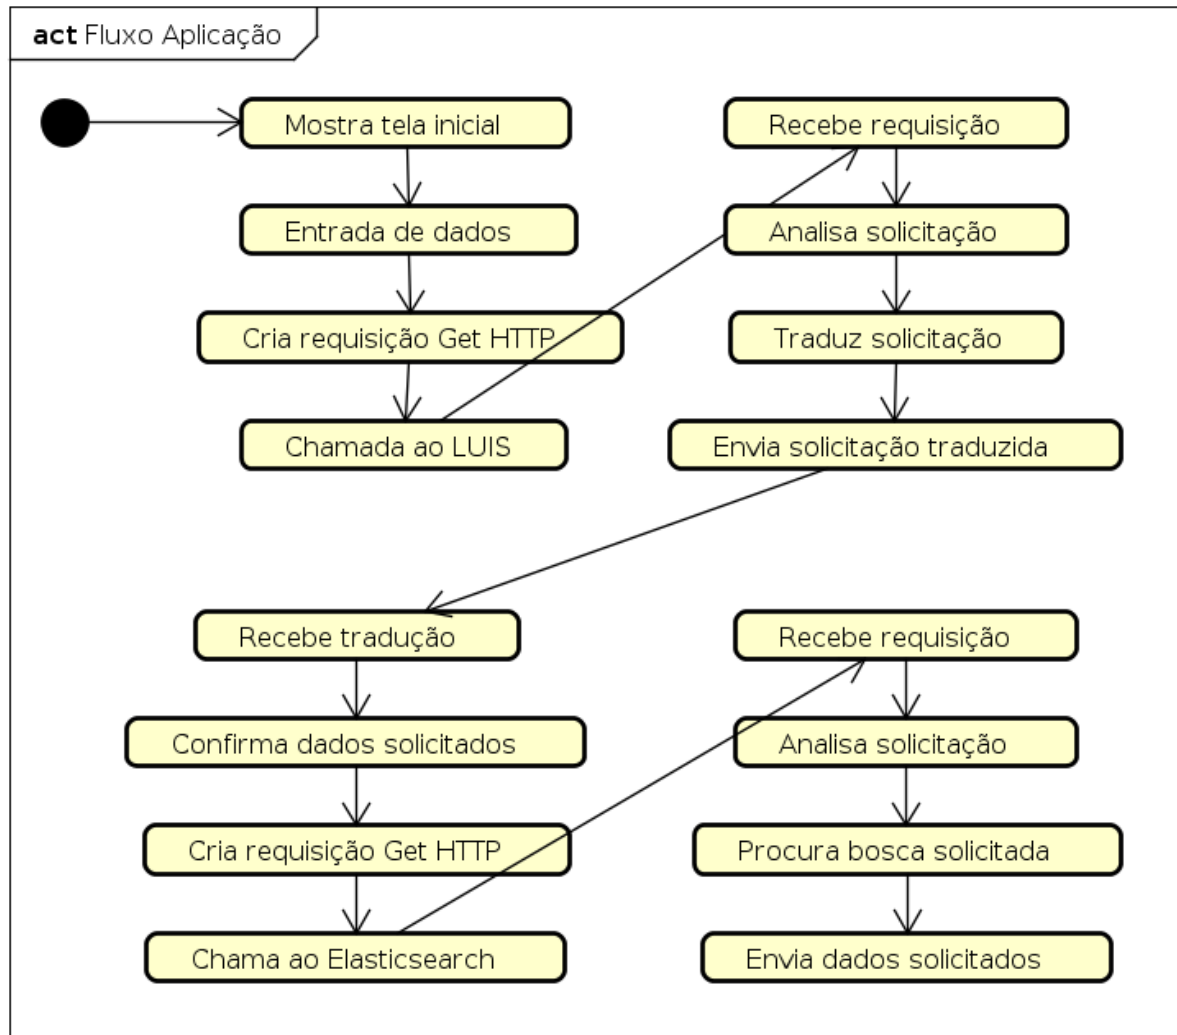 act Fluxo Aplicação
Mostra tela inicial
Entrada de dados
Cria requisição Get HTTP
Chamada ao LUIS
Recebe requisição
Analisa solicitação
Traduz solicitação
Envia solicitação traduzida
Recebe tradução
Confirma dados solicitados
Cria requisição Get HTTP
Chama ao Elasticsearch
Recebe requisição
Analisa solicitação
Procura bosca solicitada
Envia dados solicitados